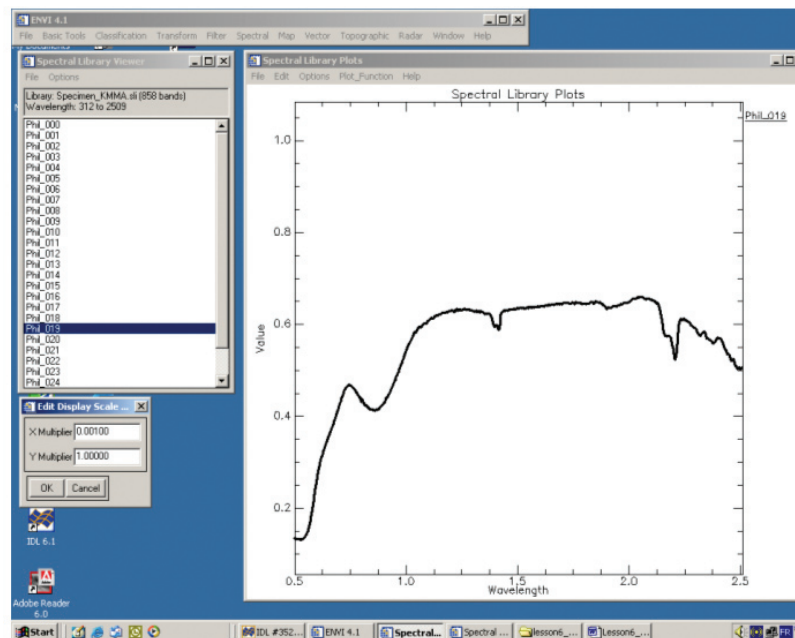 ENVI 4.1
File Basic Tools Classification Transform Filter Spectral Map Vector Topographic Radar Window Help
My Documents
Spectral Library Viewer
File Options
Library: Specimen_KMMA.sli (858 bands)
Wavelength: 312 to 2509
Phil_000
Phil_001
Phil_002
Phil_003
Phil_004
Phil_005
Phil_006
Phil_007
Phil_008
Phil_009
Phil_010
Phil_011
Phil_012
Phil_013
Phil_014
Phil_015
Phil_016
Phil_017
Phil_018
Phil_019
Phil_020
Phil_021
Phil_022
Phil_023
Phil_024
Edit Display Scale ...
X Multiplier 0.00100
Y Multiplier 1.00000
OK Cancel
IDL 6.1
Adobe Reader
6.0
Spectral Library Plots
File Edit Options Plot_Function Help
Spectral Library Plots
Phil_019
1.0
0.8
0.6
0.4
0.2
Value
0.5 1.0 1.5 2.0 2.5
Wavelength
Start
IDL #352...
ENVI 4.1
Spectral...
Spectral ...
lesson6_...
Lesson6_...
FR